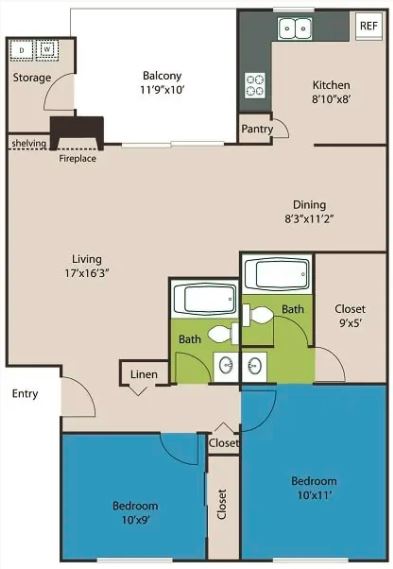 REF
D W
Storage
Balcony
11'9"x10'
Kitchen
8'10"x8'
Pantry
shelving
Fireplace
Dining
8'3"x11'2"
Living
17'x16'3"
Bath
Closet
9'x5'
Bath
Linen
Entry
Closet
Bedroom
10'x11'
Bedroom
10'x9'
Closet